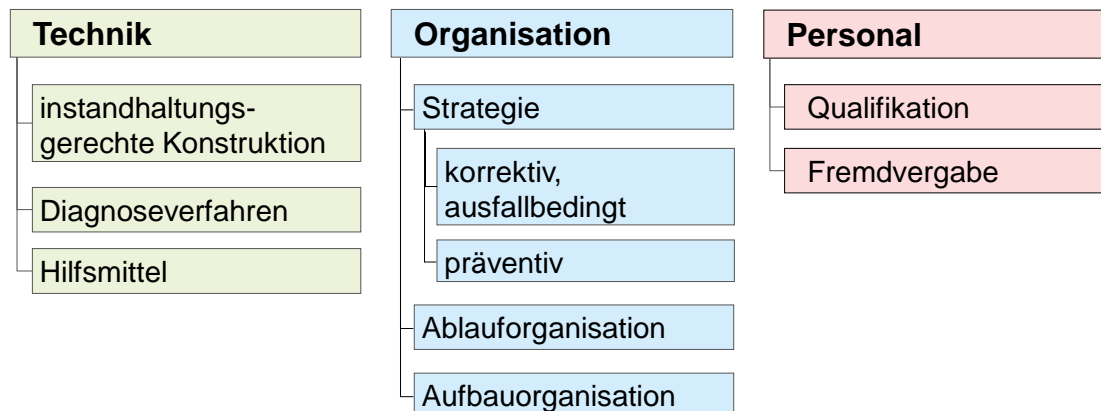 Technik
instandhaltungs-
gerechte Konstruktion
Diagnoseverfahren
Hilfsmittel
Organisation
Strategie
korrektiv,
ausfallbedingt
präventiv
Ablauforganisation
Aufbauorganisation
Personal
Qualifikation
Fremdvergabe